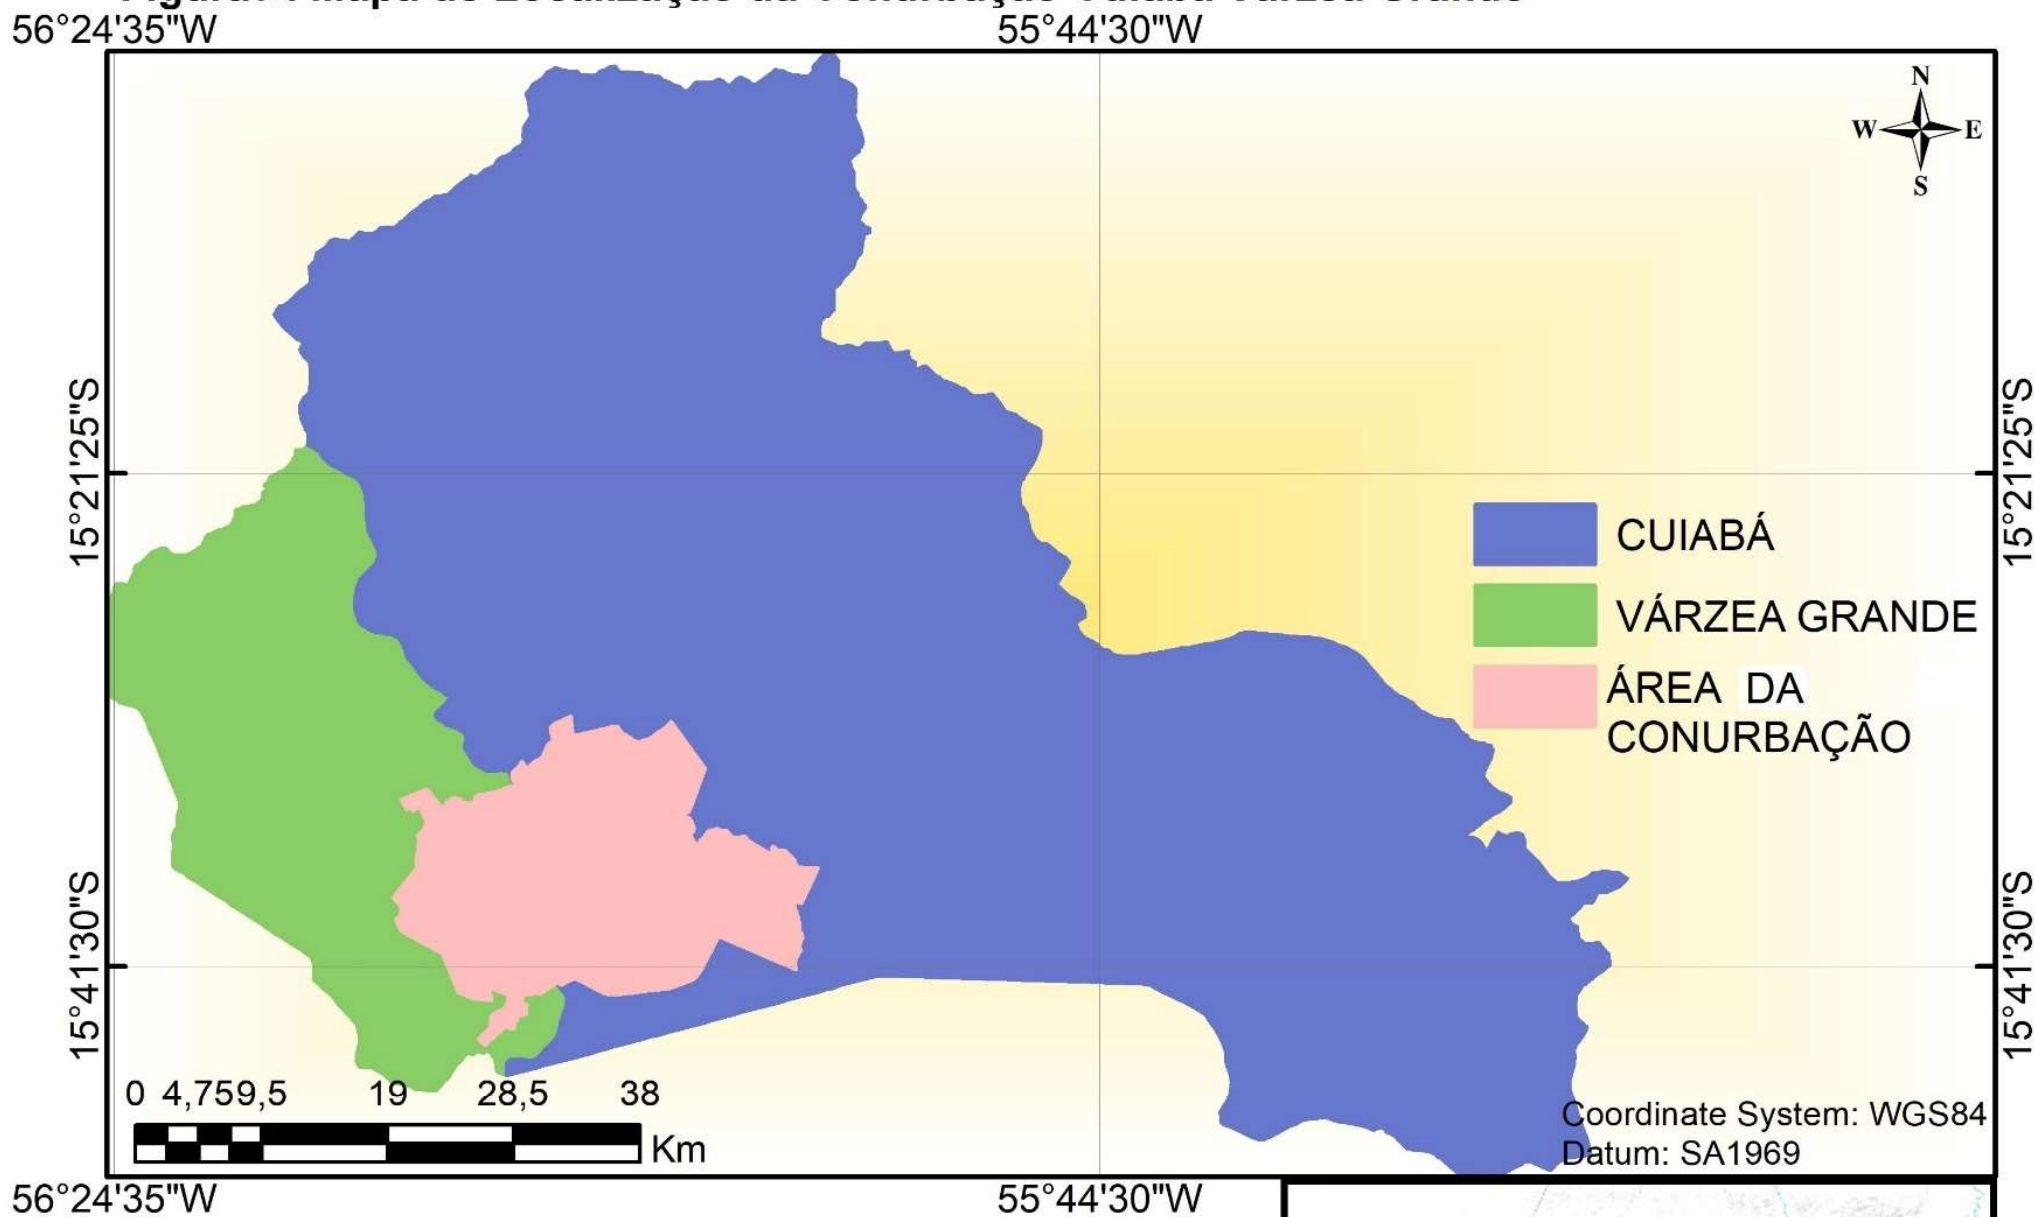 56°24'35"W 55°44'30"W
N
W E
S
15°21'25"S 15°21'25"S
CUIABÁ
VÁRZEA GRANDE
ÁREA DA
CONURBAÇÃO
15°41'30"S 15°41'30"S
0 4,759,5 19 28,5 38
Km
Coordinate System: WGS84
Datum: SA1969
56°24'35"W 55°44'30"W